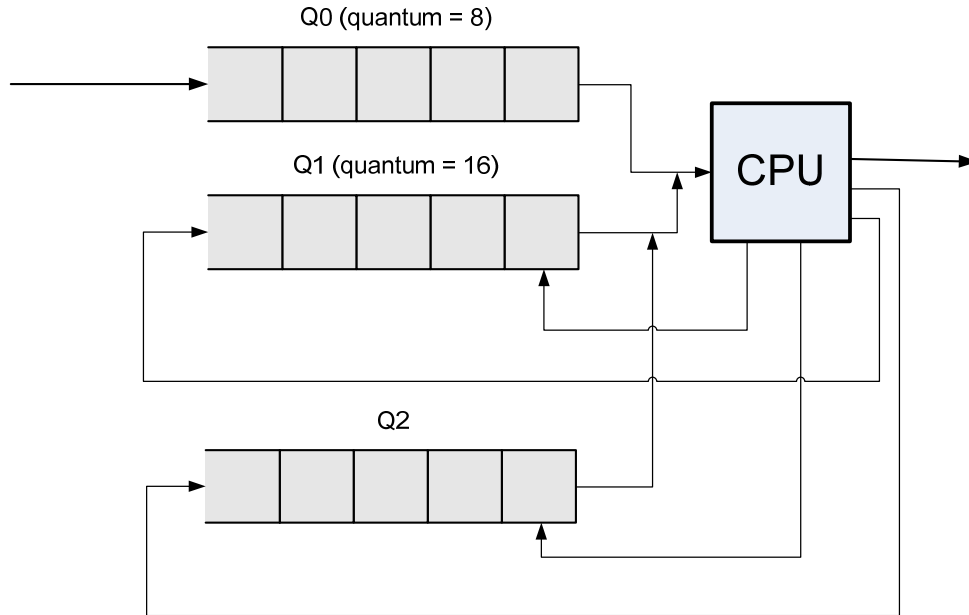 Q0 (quantum = 8)
Q1 (quantum = 16)
CPU
Q2